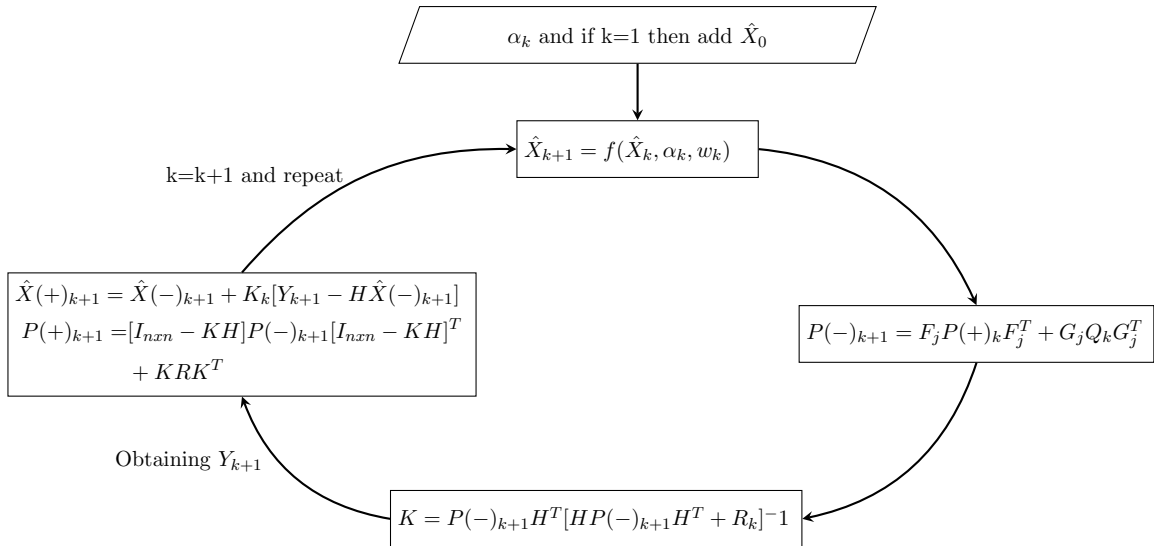 $\alpha_k$ and if k=1 then add $\hat{X}_0$
$\hat{X}_{k+1} = f(\hat{X}_k, \alpha_k, w_k)$
k=k+1 and repeat
$\hat{X}(+)_{k+1} = \hat{X}(-)_{k+1} + K_k[Y_{k+1} - H\hat{X}(-)_{k+1}]$
$P(+)_{k+1} = [I_{nxn} - KH]P(-)_{k+1}[I_{nxn} - KH]^T$
$+ KRK^T$
$P(-)_{k+1} = F_j P(+)_k F_j^T + G_j Q_k G_j^T$
Obtaining $Y_{k+1}$
$K = P(-)_{k+1} H^T [HP(-)_{k+1} H^T + R_k]^- 1$